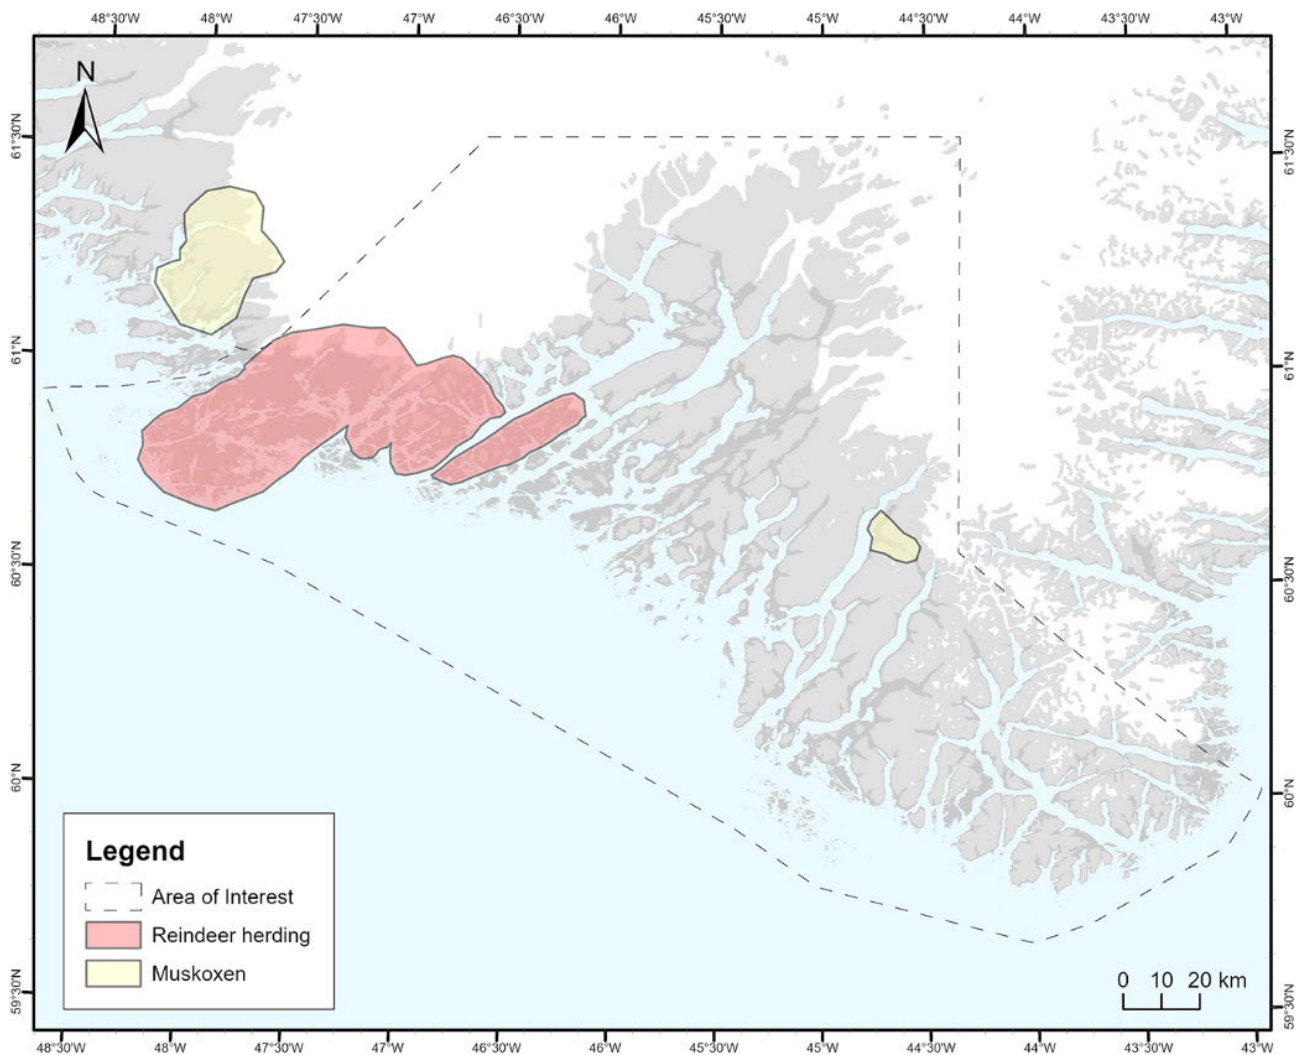 48°30'W 48°W 47°30'W 47°W 46°30'W 46°W 45°30'W 45°W 44°30'W 44°W 43°30'W 43°W
N
61°30'N 61°30'N
61°N 61°N
60°30'N 60°30'N
60°N 60°N
Legend
Area of Interest
Reindeer herding
Muskoxen
0 10 20 km
59°30'N 59°30'N
48°30'W 48°W 47°30'W 47°W 46°30'W 46°W 45°30'W 45°W 44°30'W 44°W 43°30'W 43°W